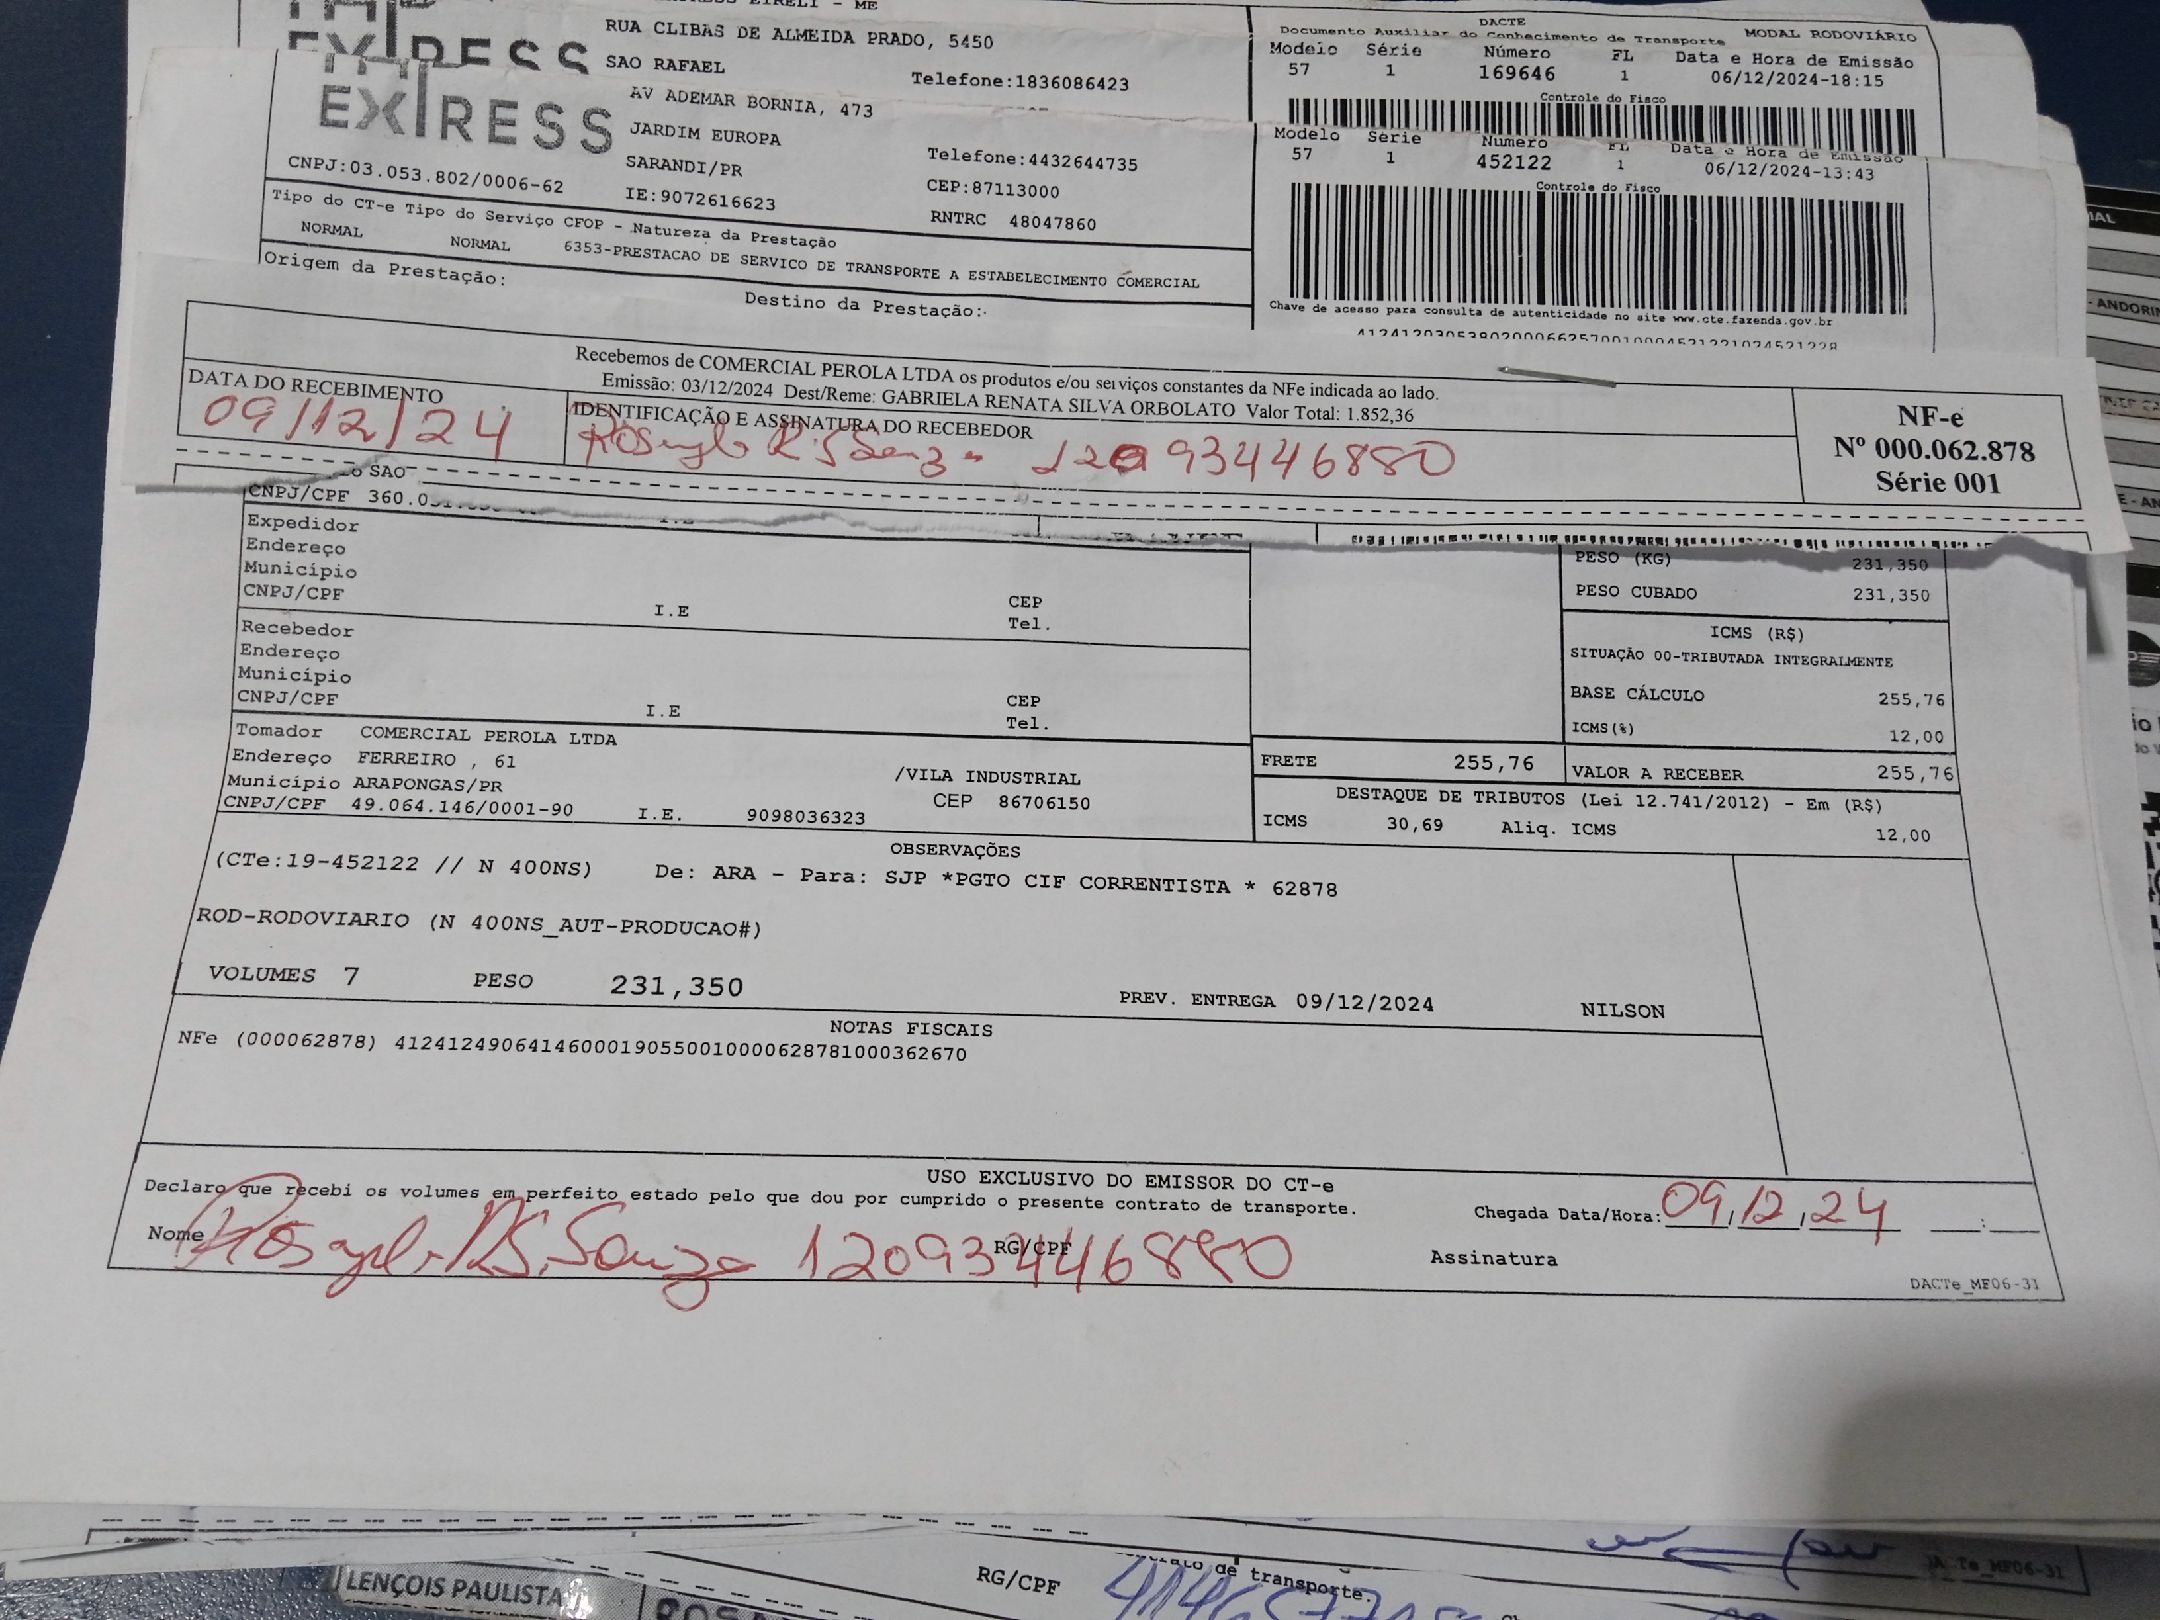 EXPRESS EIRELI - ME
RUA CLIBAS DE ALMEIDA PRADO, 5450
SAO RAFAEL
Telefone:1836086423
DACTE
Documento Auxiliar do Conhecimento de Transporte
MODAL RODOVIÁRIO
Modelo Série Número FL Data e Hora de Emissão
57 1 169646 1 06/12/2024-18:15
Controle do Fisco
EXPRESS
AV ADEMAR BORNIA, 473
JARDIM EUROPA
SARANDI/PR
Telefone:4432644735
CNPJ:03.053.802/0006-62
IE:9072616623
CEP:87113000
RNTRC 48047860
Modelo Série Numero FL Data e Hora de Emissão
57 1 452122 1 06/12/2024-13:43
Controle do Fisco
Tipo do CT-e Tipo do Serviço CFOP - Natureza da Prestação
NORMAL NORMAL 6353-PRESTACAO DE SERVICO DE TRANSPORTE A ESTABELECIMENTO COMERCIAL
Origem da Prestação:
Destino da Prestação:
Chave de acesso para consulta de autenticidade no site www.cte.fazenda.gov.br
Recebemos de COMERCIAL PEROLA LTDA os produtos e/ou serviços constantes da NFe indicada ao lado.
Emissão: 03/12/2024 Dest/Reme: GABRIELA RENATA SILVA ORBOLATO Valor Total: 1.852,36
DATA DO RECEBIMENTO
09/12/24
IDENTIFICAÇÃO E ASSINATURA DO RECEBEDOR
12093446880
NF-e
Nº 000.062.878
Série 001
SAO
CNPJ/CPF 360.0
Expedidor
Endereço
Município
CNPJ/CPF I.E CEP
Tel.
Recebedor
Endereço
Município
CNPJ/CPF I.E CEP
Tel.
PESO (KG) 231,350
PESO CUBADO 231,350
ICMS (R$)
SITUAÇÃO 00-TRIBUTADA INTEGRALMENTE
BASE CÁLCULO 255,76
ICMS(%) 12,00
Tomador COMERCIAL PEROLA LTDA
Endereço FERREIRO , 61 /VILA INDUSTRIAL
Município ARAPONGAS/PR CEP 86706150
CNPJ/CPF 49.064.146/0001-90 I.E. 9098036323
FRETE 255,76 VALOR A RECEBER 255,76
DESTAQUE DE TRIBUTOS (Lei 12.741/2012) - Em (R$)
ICMS 30,69 Aliq. ICMS 12,00
OBSERVAÇÕES
(CTe:19-452122 // N 400NS) De: ARA - Para: SJP *PGTO CIF CORRENTISTA * 62878
ROD-RODOVIARIO (N 400NS_AUT-PRODUCAO#)
VOLUMES 7 PESO 231,350 PREV. ENTREGA 09/12/2024 NILSON
NOTAS FISCAIS
NFe (000062878) 41241249064146000190550010000628781000362670
USO EXCLUSIVO DO EMISSOR DO CT-e
Declaro que recebi os volumes em perfeito estado pelo que dou por cumprido o presente contrato de transporte.
Chegada Data/Hora: 09,12,24
Nome
RG/CPF 12093446880
Assinatura
DACTe_MF06-31
LENÇOIS PAULISTA
RG/CPF
de transporte.